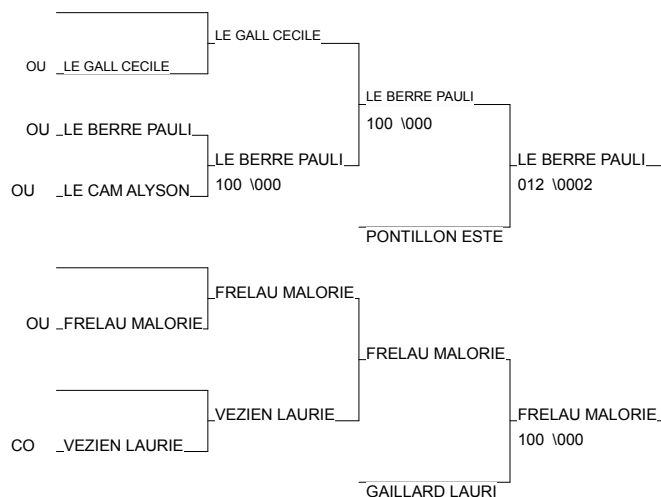 LE GALL CECILE
OU LE GALL CECILE
LE BERRE PAULI
100 \000
OU LE BERRE PAULI
LE BERRE PAULI
100 \000
LE BERRE PAULI
012 \0002
OU LE CAM ALYSON
PONTILLON ESTE
FRELAU MALORIE
OU FRELAU MALORIE
FRELAU MALORIE
VEZIEN LAURIE
FRELAU MALORIE
100 \000
CO VEZIEN LAURIE
GAILLARD LAURI